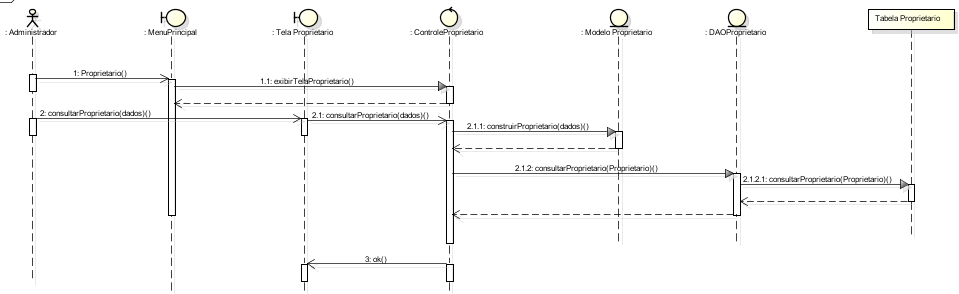 : Administrador
: MenuPrincipal
: Tela Proprietario
: ControleProprietario
: Modelo Proprietario
: DAOProprietario
Tabela Proprietario
1: Proprietario()
1.1: exibirTelaProprietario()
2: consultarProprietario(dados)()
2.1: consultarProprietario(dados)()
2.1.1: construirProprietario(dados)()
2.1.2: consultarProprietario(Proprietario)()
2.1.2.1: consultarProprietario(Proprietario)()
3: ok()